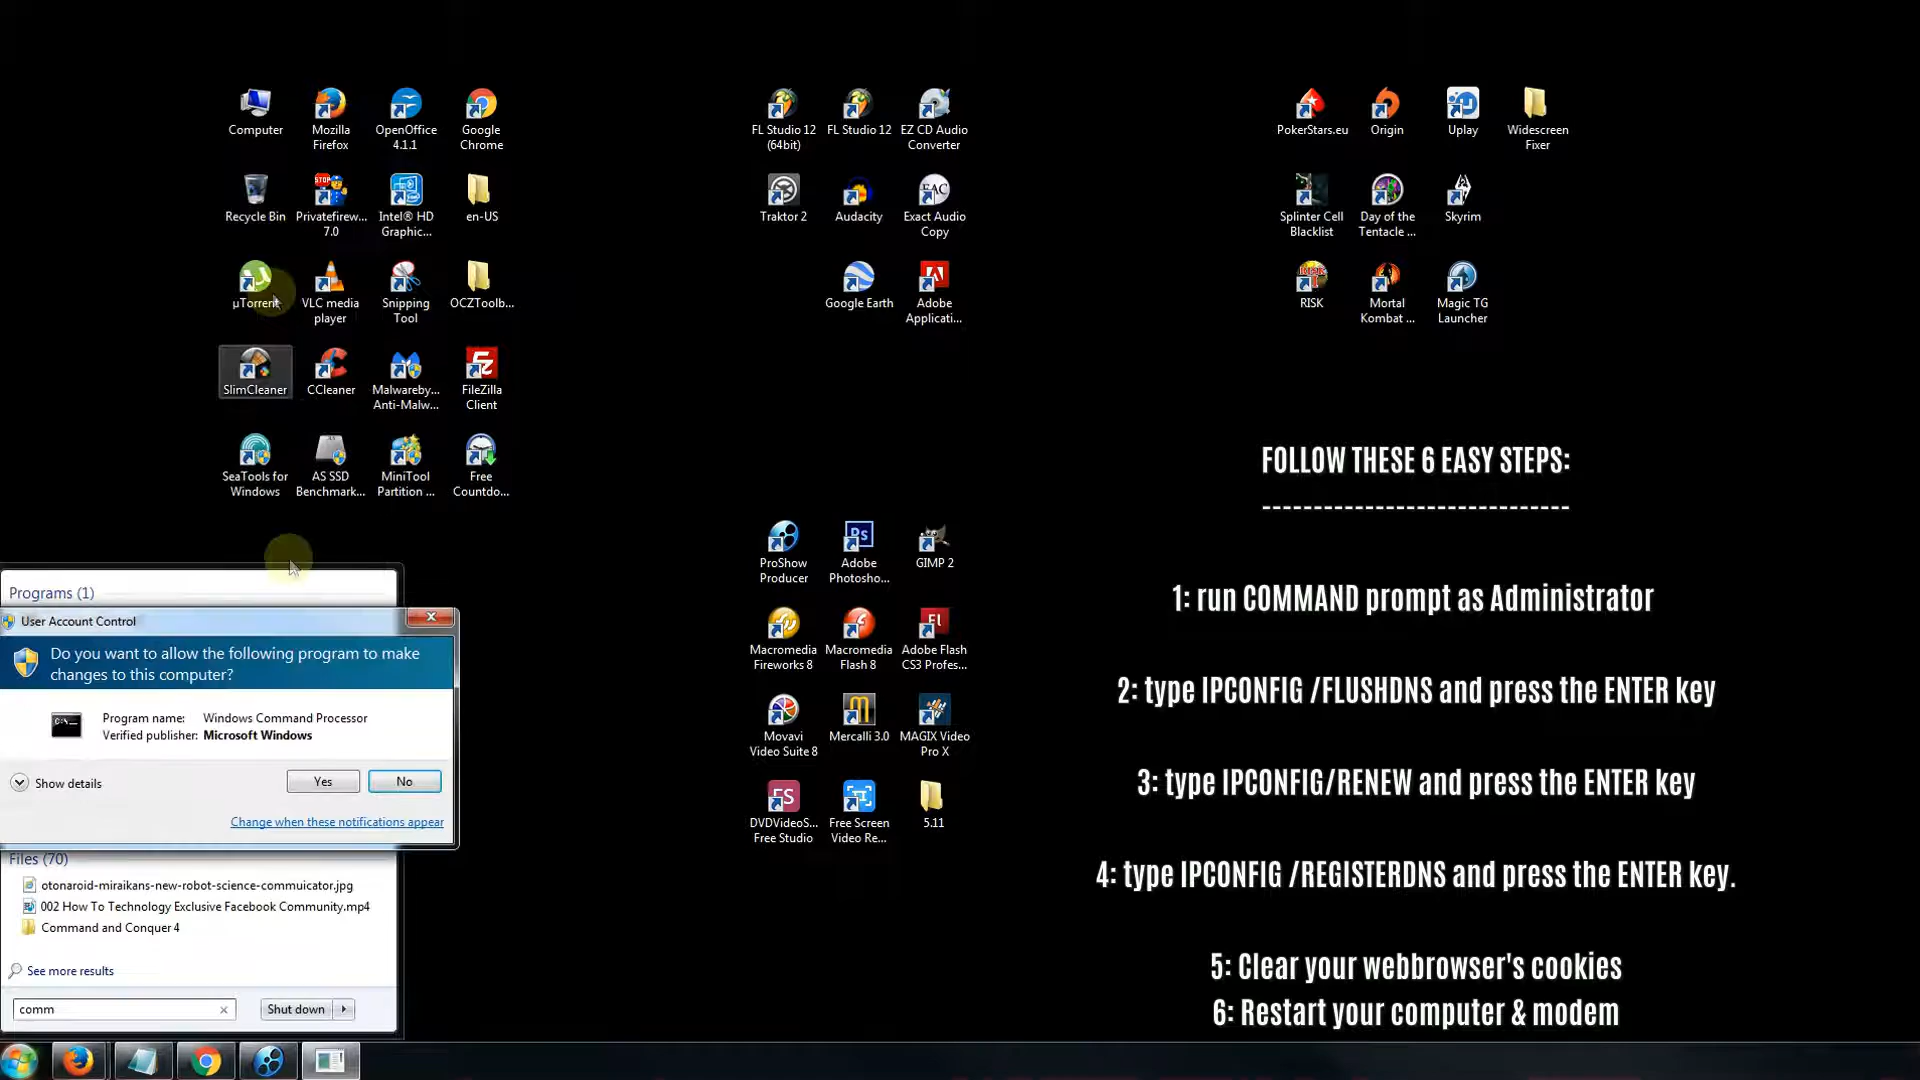 Computer
Mozilla
Firefox
OpenOffice
4.1.1
Google
Chrome
FL Studio 12
(64bit)
FL Studio 12
EZ CD Audio
Converter
PokerStars.eu
Origin
Uplay
Widescreen
Fixer
Recycle Bin
STOP
Privatefirew...
7.0
Intel® HD
Graphic...
en-US
Traktor 2
Audacity
EAC
Exact Audio
Copy
Splinter Cell
Blacklist
Day of the
Tentacle ...
Skyrim
µTorrent
VLC media
player
Snipping
Tool
OCZToolb...
Google Earth
Adobe
Applicati...
RISK
Mortal
Kombat ...
Magic TG
Launcher
SlimCleaner
CCleaner
Malwareby...
Anti-Malw...
FileZilla
Client
SeaTools for
Windows
AS SSD
Benchmark...
MiniTool
Partition ...
Free
Countdo...
ProShow
Producer
Ps
Adobe
Photosho...
GIMP 2
Macromedia
Fireworks 8
Macromedia
Flash 8
Fl
Adobe Flash
CS3 Profes...
Movavi
Video Suite 8
Mercalli 3.0
MAGIX Video
Pro X
FS
DVDVideoS...
Free Studio
Free Screen
Video Re...
5.11
FOLLOW THESE 6 EASY STEPS:
------------------------------
1: run COMMAND prompt as Administrator
2: type IPCONFIG /FLUSHDNS and press the ENTER key
3: type IPCONFIG/RENEW and press the ENTER key
4: type IPCONFIG /REGISTERDNS and press the ENTER key.
5: Clear your webbrowser's cookies
6: Restart your computer & modem
Programs (1)
User Account Control
Do you want to allow the following program to make
changes to this computer?
Program name: Windows Command Processor
Verified publisher: Microsoft Windows
Show details
Yes
No
Change when these notifications appear
Files (70)
otonaroid-miraikans-new-robot-science-commuicator.jpg
002 How To Technology Exclusive Facebook Community.mp4
Command and Conquer 4
See more results
comm
Shut down